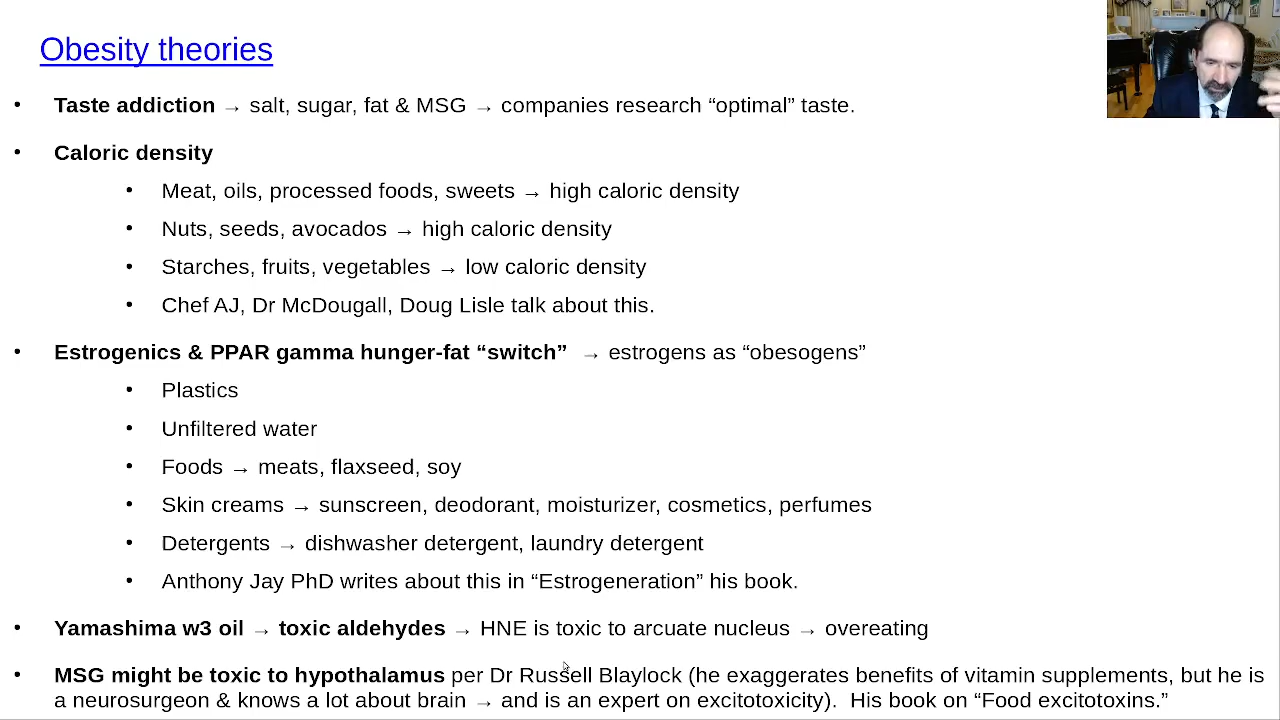 Obesity theories
• Taste addiction → salt, sugar, fat & MSG → companies research “optimal” taste.
• Caloric density
• Meat, oils, processed foods, sweets → high caloric density
• Nuts, seeds, avocados → high caloric density
• Starches, fruits, vegetables → low caloric density
• Chef AJ, Dr McDougall, Doug Lisle talk about this.
• Estrogenics & PPAR gamma hunger-fat “switch” → estrogens as “obesogens”
• Plastics
• Unfiltered water
• Foods → meats, flaxseed, soy
• Skin creams → sunscreen, deodorant, moisturizer, cosmetics, perfumes
• Detergents → dishwasher detergent, laundry detergent
• Anthony Jay PhD writes about this in “Estrogeneration” his book.
• Yamashima w3 oil → toxic aldehydes → HNE is toxic to arcuate nucleus → overeating
• MSG might be toxic to hypothalamus per Dr Russell Blaylock (he exaggerates benefits of vitamin supplements, but he is
a neurosurgeon & knows a lot about brain → and is an expert on excitotoxicity). His book on “Food excitotoxins.”